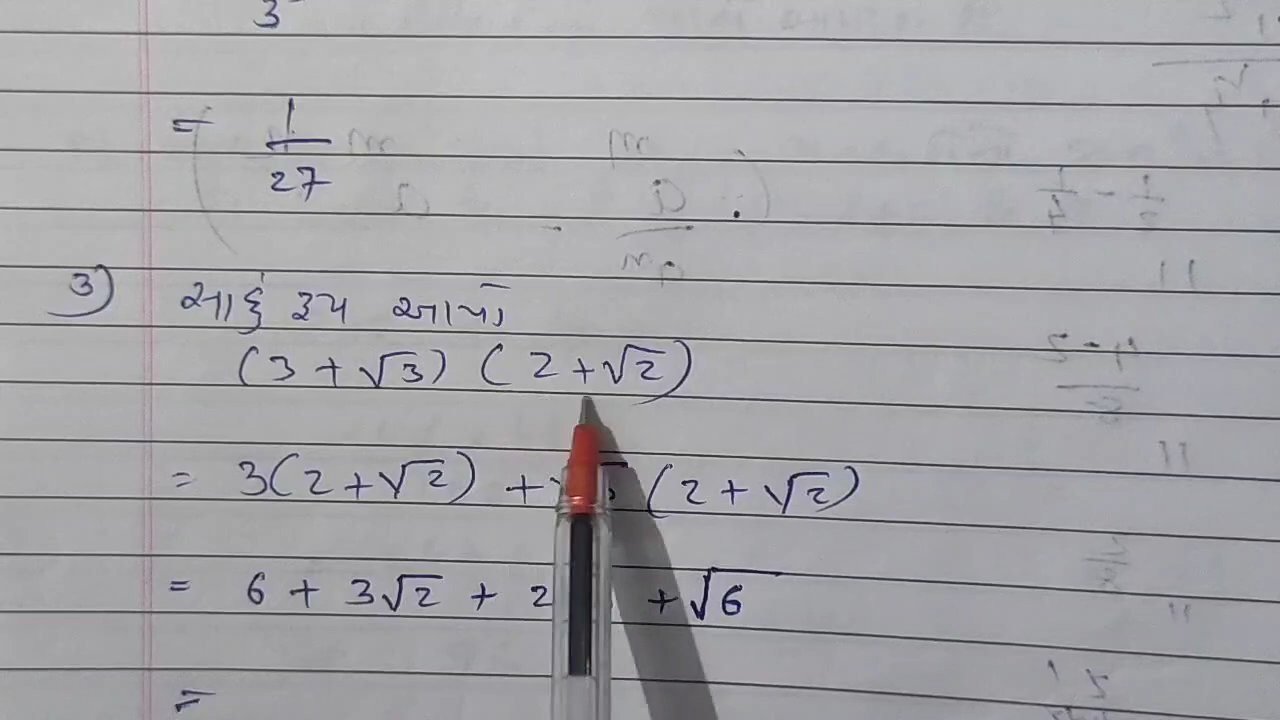 3
= 1/27
3) સાદું રૂપ આપો
(3 + √3) (2 + √2)
= 3(2 + √2) + √ (2 + √2)
= 6 + 3√2 + 2 + √6
=